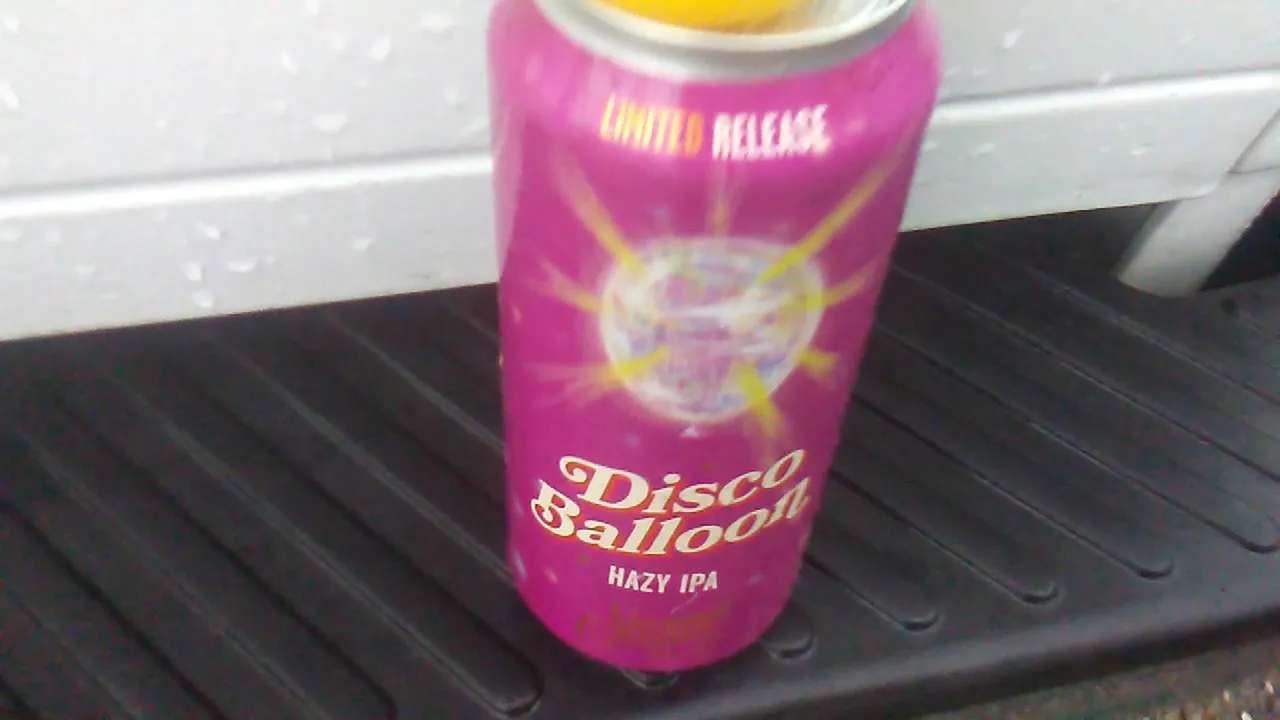 LIMITED RELEASE
Disco
Balloon
HAZY IPA